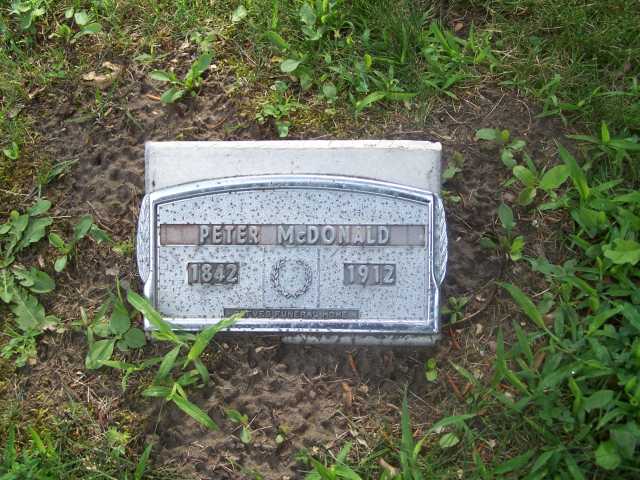 PETER McDONALD
1842 1912
FUNERAL HOME